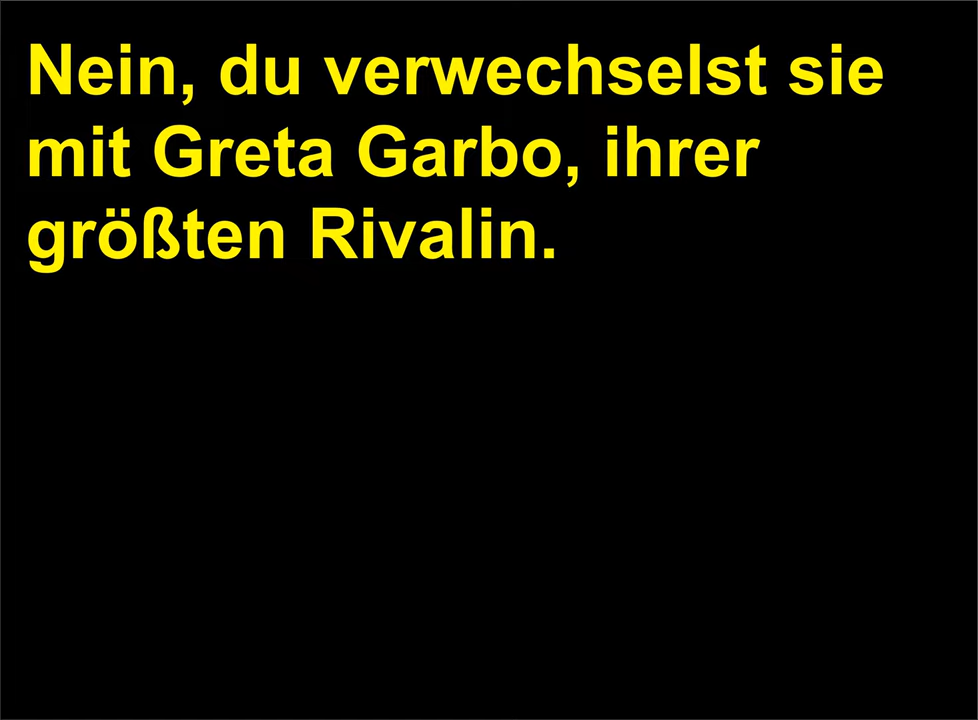 Nein, du verwechselst sie
mit Greta Garbo, ihrer
größten Rivalin.